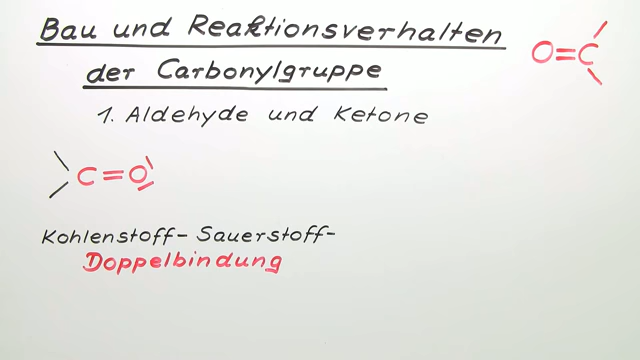 Bau und Reaktionsverhalten
der Carbonylgruppe
O=C
1. Aldehyde und Ketone
C=O
Kohlenstoff-Sauerstoff-
Doppelbindung